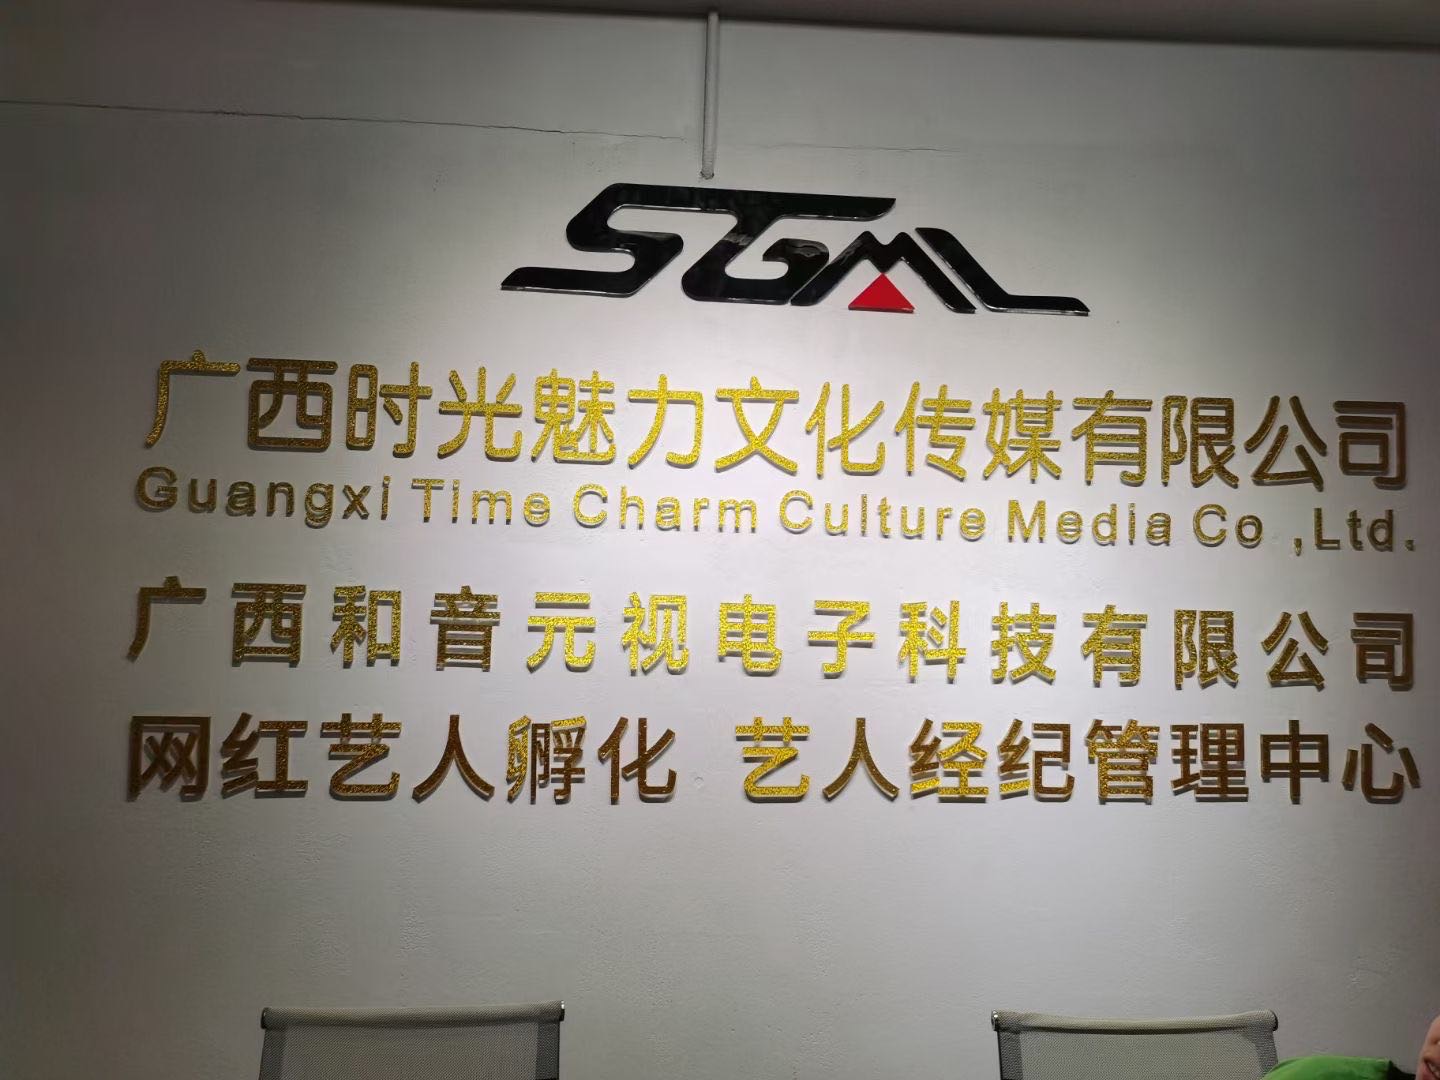 SGML
广西时光魅力文化传媒有限公司
Guangxi Time Charm Culture Media Co ,Ltd.
广西和音元视电子科技有限公司
网红艺人孵化 艺人经纪管理中心